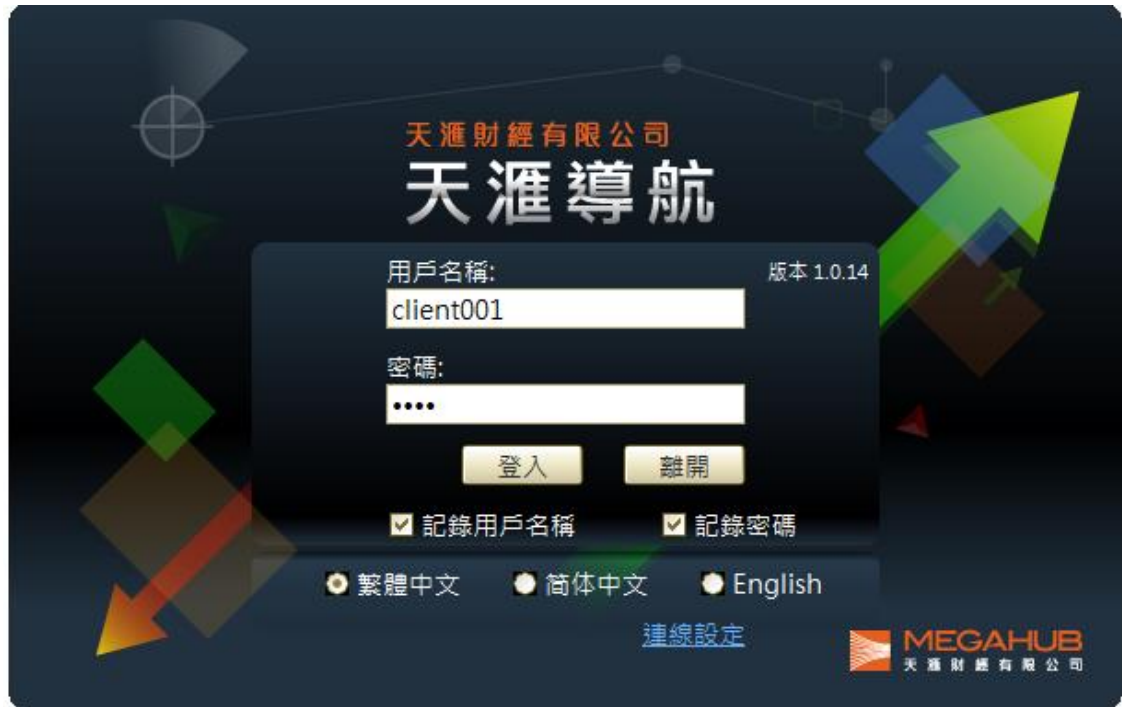 天滙財經有限公司
天滙導航
用戶名稱:
版本 1.0.14
client001
密碼:
••••
登入 離開
記錄用戶名稱 記錄密碼
繁體中文 简体中文 English
連線設定
MEGAHUB
天滙財經有限公司